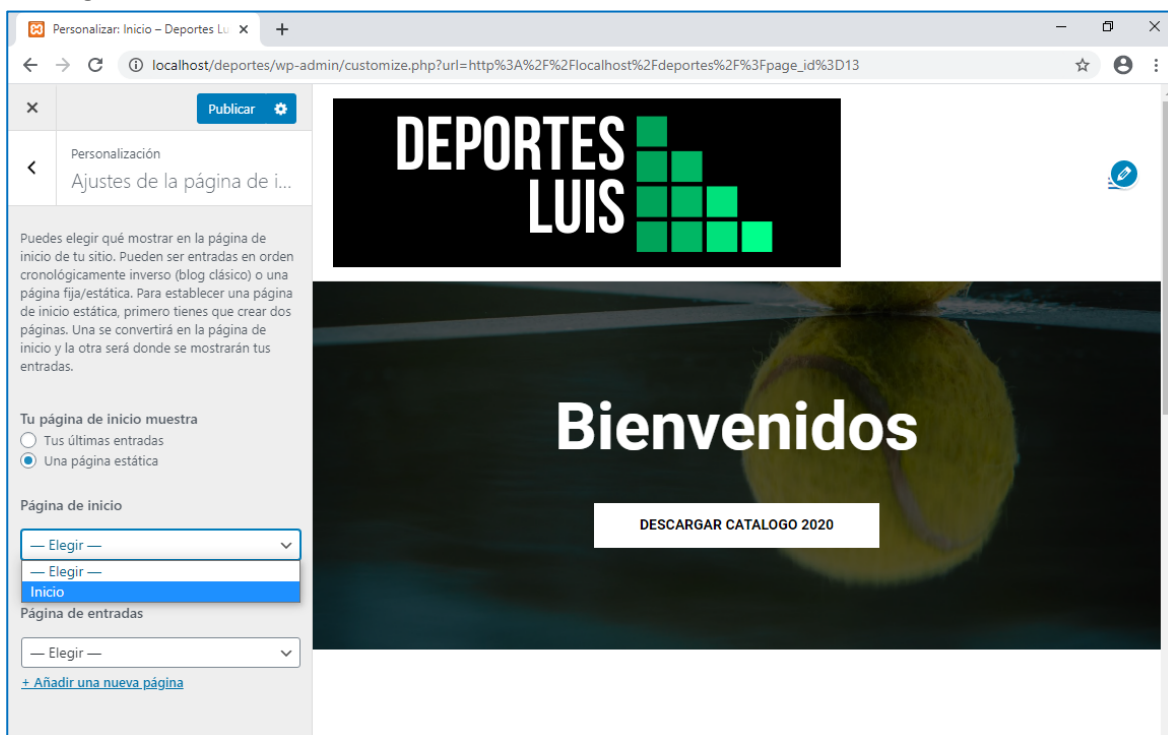 Personalizar: Inicio – Deportes Lu
localhost/deportes/wp-admin/customize.php?url=http%3A%2F%2Flocalhost%2Fdeportes%2F%3Fpage_id%3D13
Publicar
Personalización
Ajustes de la página de i...
Puedes elegir qué mostrar en la página de
inicio de tu sitio. Pueden ser entradas en orden
cronológicamente inverso (blog clásico) o una
página fija/estática. Para establecer una página
de inicio estática, primero tienes que crear dos
páginas. Una se convertirá en la página de
inicio y la otra será donde se mostrarán tus
entradas.
Tu página de inicio muestra
Tus últimas entradas
Una página estática
Página de inicio
— Elegir —
— Elegir —
Inicio
Página de entradas
— Elegir —
+ Añadir una nueva página
DEPORTES
LUIS
Bienvenidos
DESCARGAR CATALOGO 2020